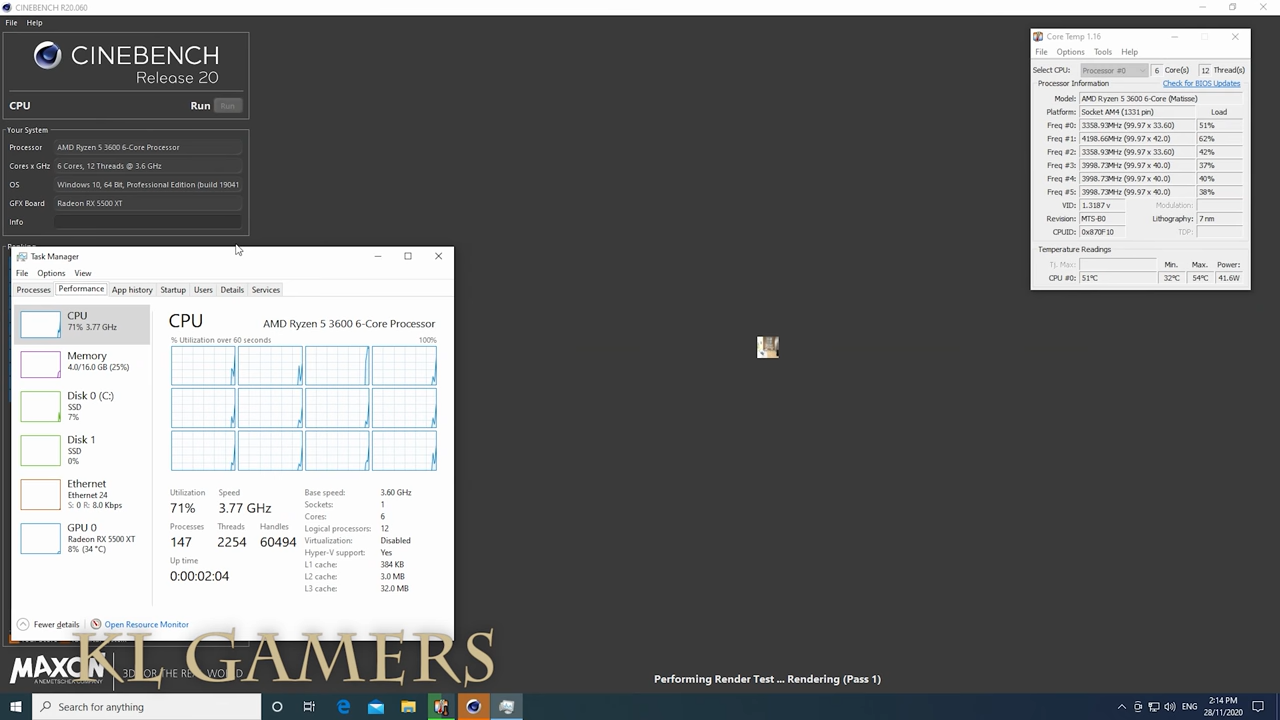 CINEBENCH R20.060
File Help
CINEBENCH
Release 20
CPU Run Run
Your System
Processor AMD Ryzen 5 3600 6-Core Processor
Cores x GHz 6 Cores, 12 Threads @ 3.6 GHz
OS Windows 10, 64 Bit, Professional Edition (build 19041
GFX Board Radeon RX 5500 XT
Info
Task Manager
File Options View
Processes Performance App history Startup Users Details Services
CPU
71% 3.77 GHz
Memory
4.0/16.0 GB (25%)
Disk 0 (C:)
SSD
7%
Disk 1
SSD
0%
Ethernet
Ethernet 24
S: 0 R: 8.0 Kbps
GPU 0
Radeon RX 5500 XT
8% (34 °C)
CPU AMD Ryzen 5 3600 6-Core Processor
% Utilization over 60 seconds 100%
Utilization Speed
71% 3.77 GHz
Processes Threads Handles
147 2254 60494
Up time
0:00:02:04
Base speed: 3.60 GHz
Sockets: 1
Cores: 6
Logical processors: 12
Virtualization: Disabled
Hyper-V support: Yes
L1 cache: 384 KB
L2 cache: 3.0 MB
L3 cache: 32.0 MB
Fewer details Open Resource Monitor
KL GAMERS
MAXON
A NEMETSCHEK COMPANY
3D FOR THE REAL WORLD
Core Temp 1.16
File Options Tools Help
Select CPU: Processor #0 6 Core(s) 12 Thread(s)
Processor Information Check for BIOS Updates
Model: AMD Ryzen 5 3600 6-Core (Matisse)
Platform: Socket AM4 (1331 pin) Load
Freq #0: 3358.93MHz (99.97 x 33.60) 51%
Freq #1: 4198.66MHz (99.97 x 42.0) 62%
Freq #2: 3358.93MHz (99.97 x 33.60) 42%
Freq #3: 3998.73MHz (99.97 x 40.0) 37%
Freq #4: 3998.73MHz (99.97 x 40.0) 40%
Freq #5: 3998.73MHz (99.97 x 40.0) 38%
VID: 1.3187 v Modulation:
Revision: MTS-B0 Lithography: 7 nm
CPUID: 0x870F10 TDP:
Temperature Readings
Tj. Max: Min. Max. Power:
CPU #0: 51°C 32°C 54°C 41.6W
Performing Render Test ... Rendering (Pass 1)
Search for anything
ENG
2:14 PM
28/11/2020